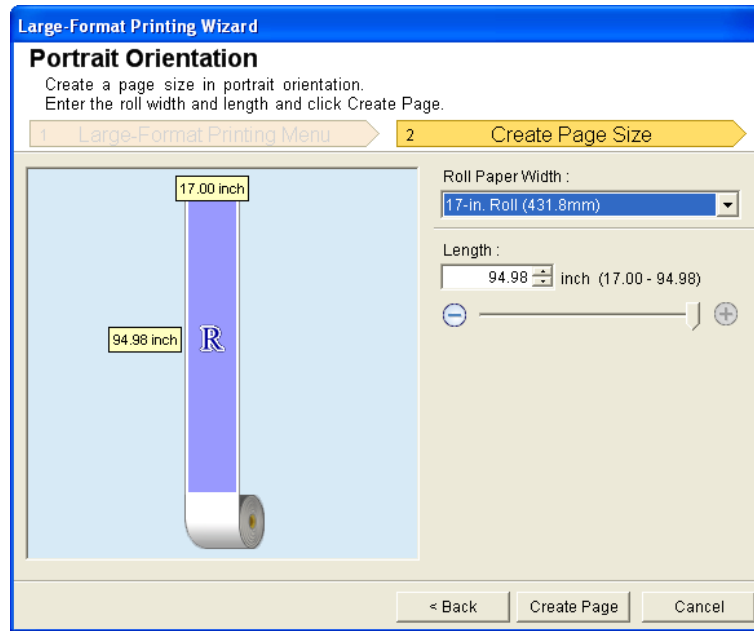 Large-Format Printing Wizard
Portrait Orientation
Create a page size in portrait orientation.
Enter the roll width and length and click Create Page.
1 Large-Format Printing Menu
2 Create Page Size
17.00 inch
94.98 inch
R
Roll Paper Width :
17-in. Roll (431.8mm)
Length :
94.98 inch (17.00 - 94.98)
< Back
Create Page
Cancel